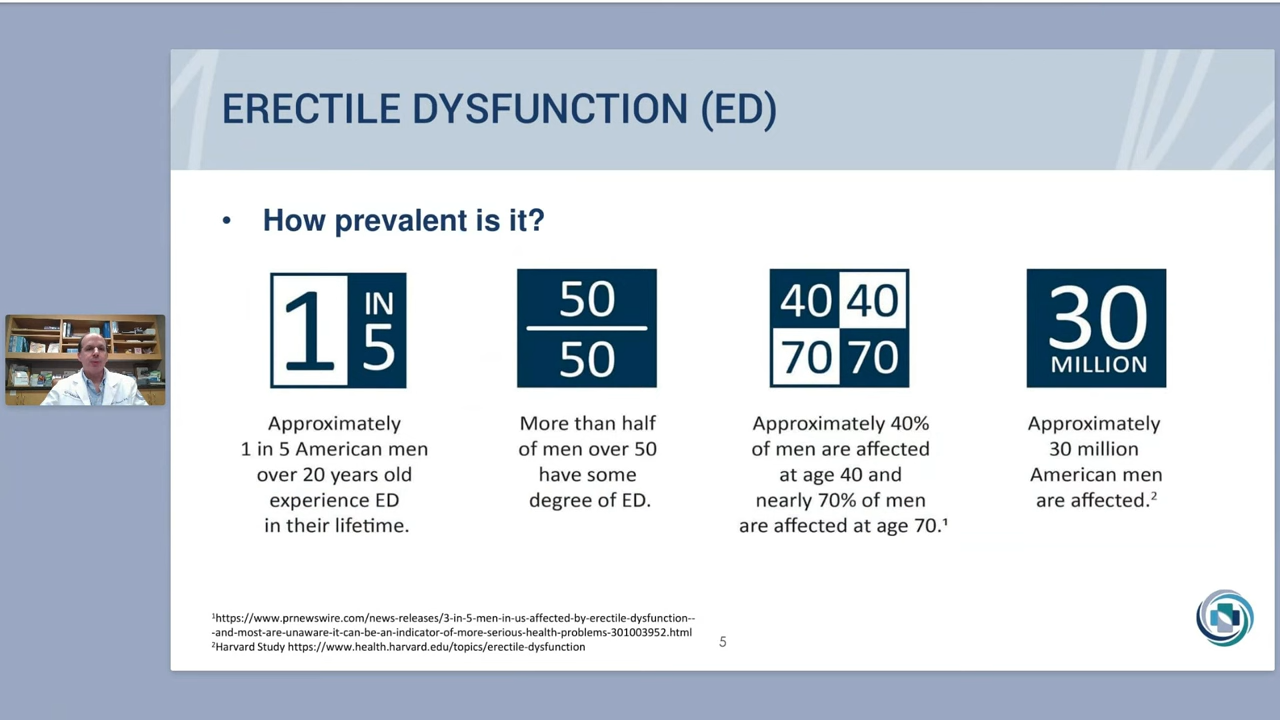 ERECTILE DYSFUNCTION (ED)
• How prevalent is it?
1 IN 5
Approximately
1 in 5 American men
over 20 years old
experience ED
in their lifetime.
50
50
More than half
of men over 50
have some
degree of ED.
40 40
70 70
Approximately 40%
of men are affected
at age 40 and
nearly 70% of men
are affected at age 70.¹
30
MILLION
Approximately
30 million
American men
are affected.²
¹https://www.prnewswire.com/news-releases/3-in-5-men-in-us-affected-by-erectile-dysfunction--
-and-most-are-unaware-it-can-be-an-indicator-of-more-serious-health-problems-301003952.html
²Harvard Study https://www.health.harvard.edu/topics/erectile-dysfunction
5